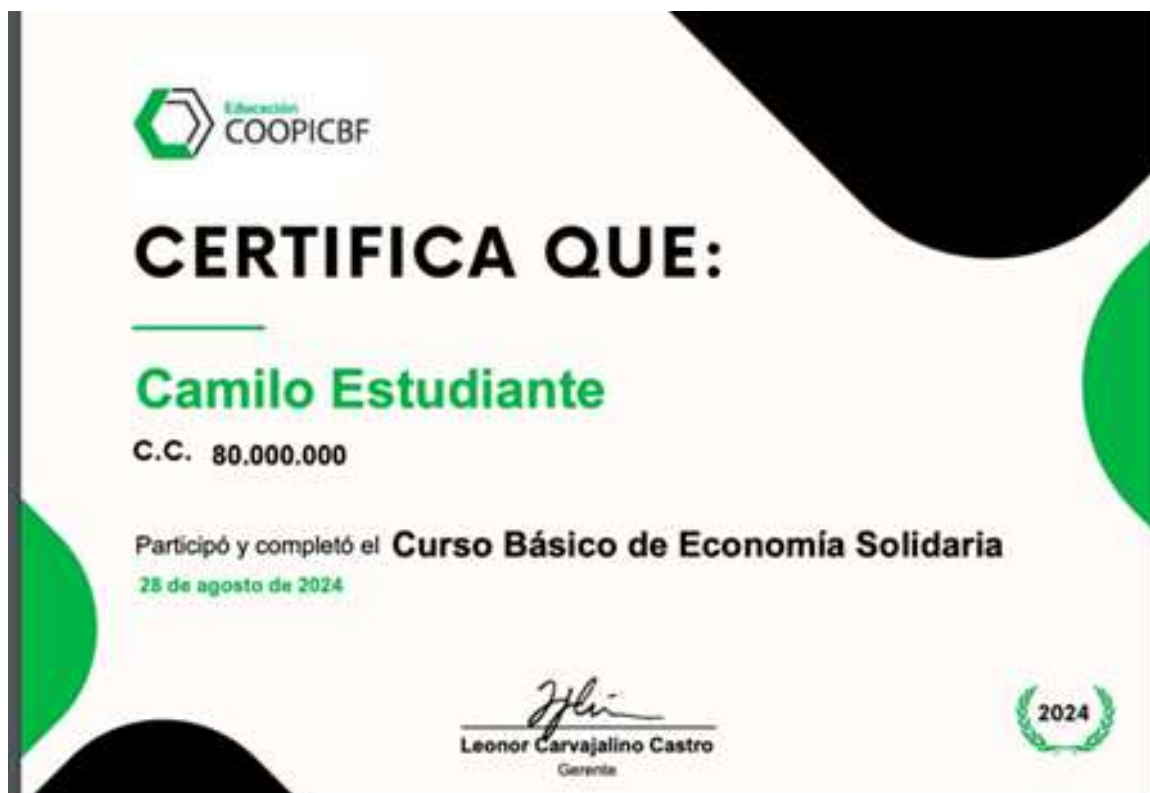 Educación
COOPICBF
CERTIFICA QUE:
Camilo Estudiante
C.C. 80.000.000
Participó y completó el Curso Básico de Economía Solidaria
28 de agosto de 2024
Leonor Carvajalino Castro
Gerente
2024